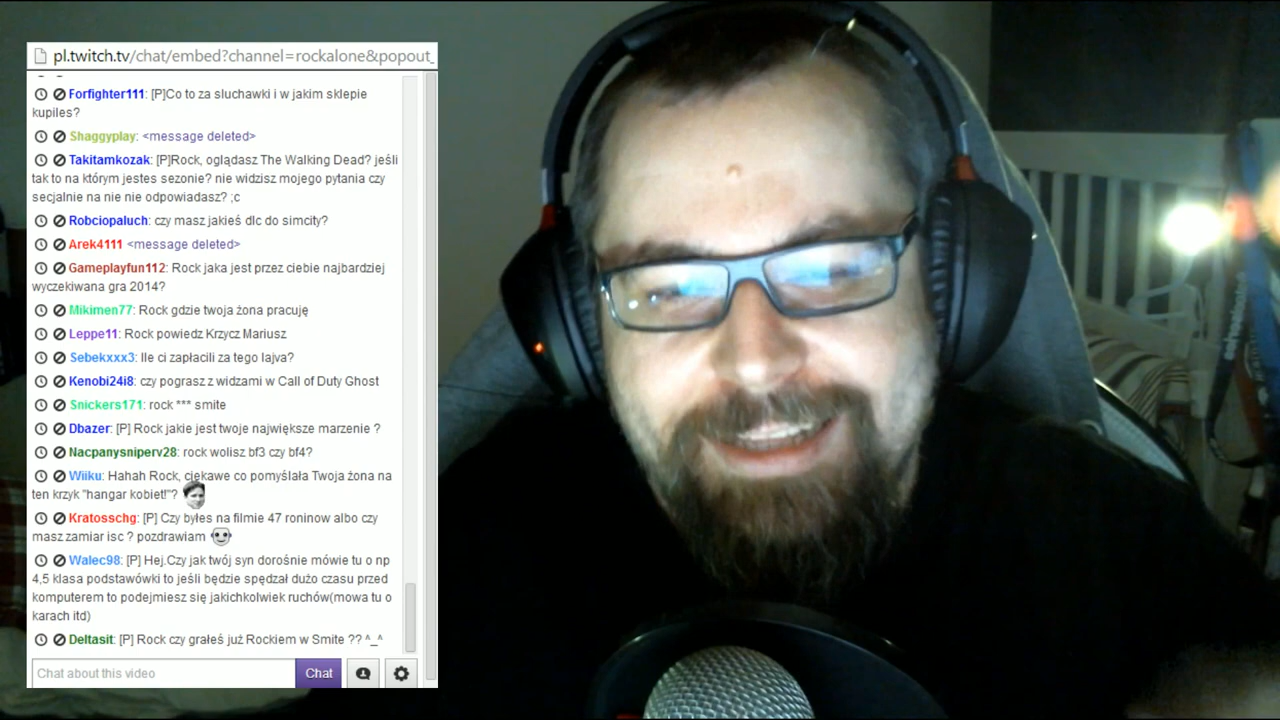 pl.twitch.tv/chat/embed?channel=rockalone&popout_
Forfighter111: [P]Co to za sluchawki i w jakim sklepie
kupiles?
Shaggyplay: <message deleted>
Takitamkozak: [P]Rock, oglądasz The Walking Dead? jeśli
tak to na którym jestes sezonie? nie widzisz mojego pytania czy
secjalnie na nie nie odpowiadasz? ;c
Robciopaluch: czy masz jakieś dlc do simcity?
Arek4111 <message deleted>
Gameplayfun112: Rock jaka jest przez ciebie najbardziej
wyczekiwana gra 2014?
Mikimen77: Rock gdzie twoja żona pracuję
Leppe11: Rock powiedz Krzycz Mariusz
Sebekxxx3: Ile ci zapłacili za tego lajva?
Kenobi24i8: czy pograsz z widzami w Call of Duty Ghost
Snickers171: rock *** smite
Dbazer: [P] Rock jakie jest twoje największe marzenie ?
Nacpanysniperv28: rock wolisz bf3 czy bf4?
Wiiku: Hahah Rock, ciekawe co pomyślała Twoja żona na
ten krzyk "hangar kobiet!"?
Kratosschg: [P] Czy byłes na filmie 47 roninow albo czy
masz zamiar isc ? pozdrawiam
Walec98: [P] Hej.Czy jak twój syn dorośnie mówie tu o np
4,5 klasa podstawówki to jeśli będzie spędzał dużo czasu przed
komputerem to podejmiesz się jakichkolwiek ruchów(mowa tu o
karach itd)
Deltasit: [P] Rock czy grałeś już Rockiem w Smite ?? ^_^
Chat about this video
Chat